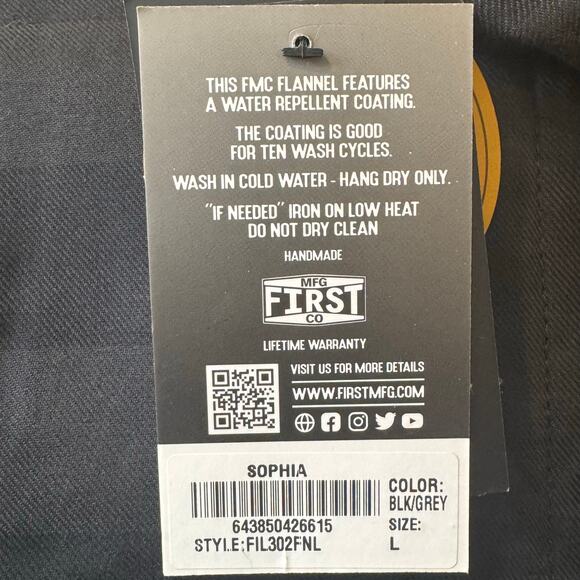 THIS FMC FLANNEL FEATURES
A WATER REPELLENT COATING.
THE COATING IS GOOD
FOR TEN WASH CYCLES.
WASH IN COLD WATER - HANG DRY ONLY.
"IF NEEDED" IRON ON LOW HEAT
DO NOT DRY CLEAN
HANDMADE
MFG
FIRST
CO
LIFETIME WARRANTY
VISIT US FOR MORE DETAILS
WWW.FIRSTMFG.COM
SOPHIA
643850426615
STYLE:FIL302FNL
COLOR:
BLK/GREY
SIZE:
L